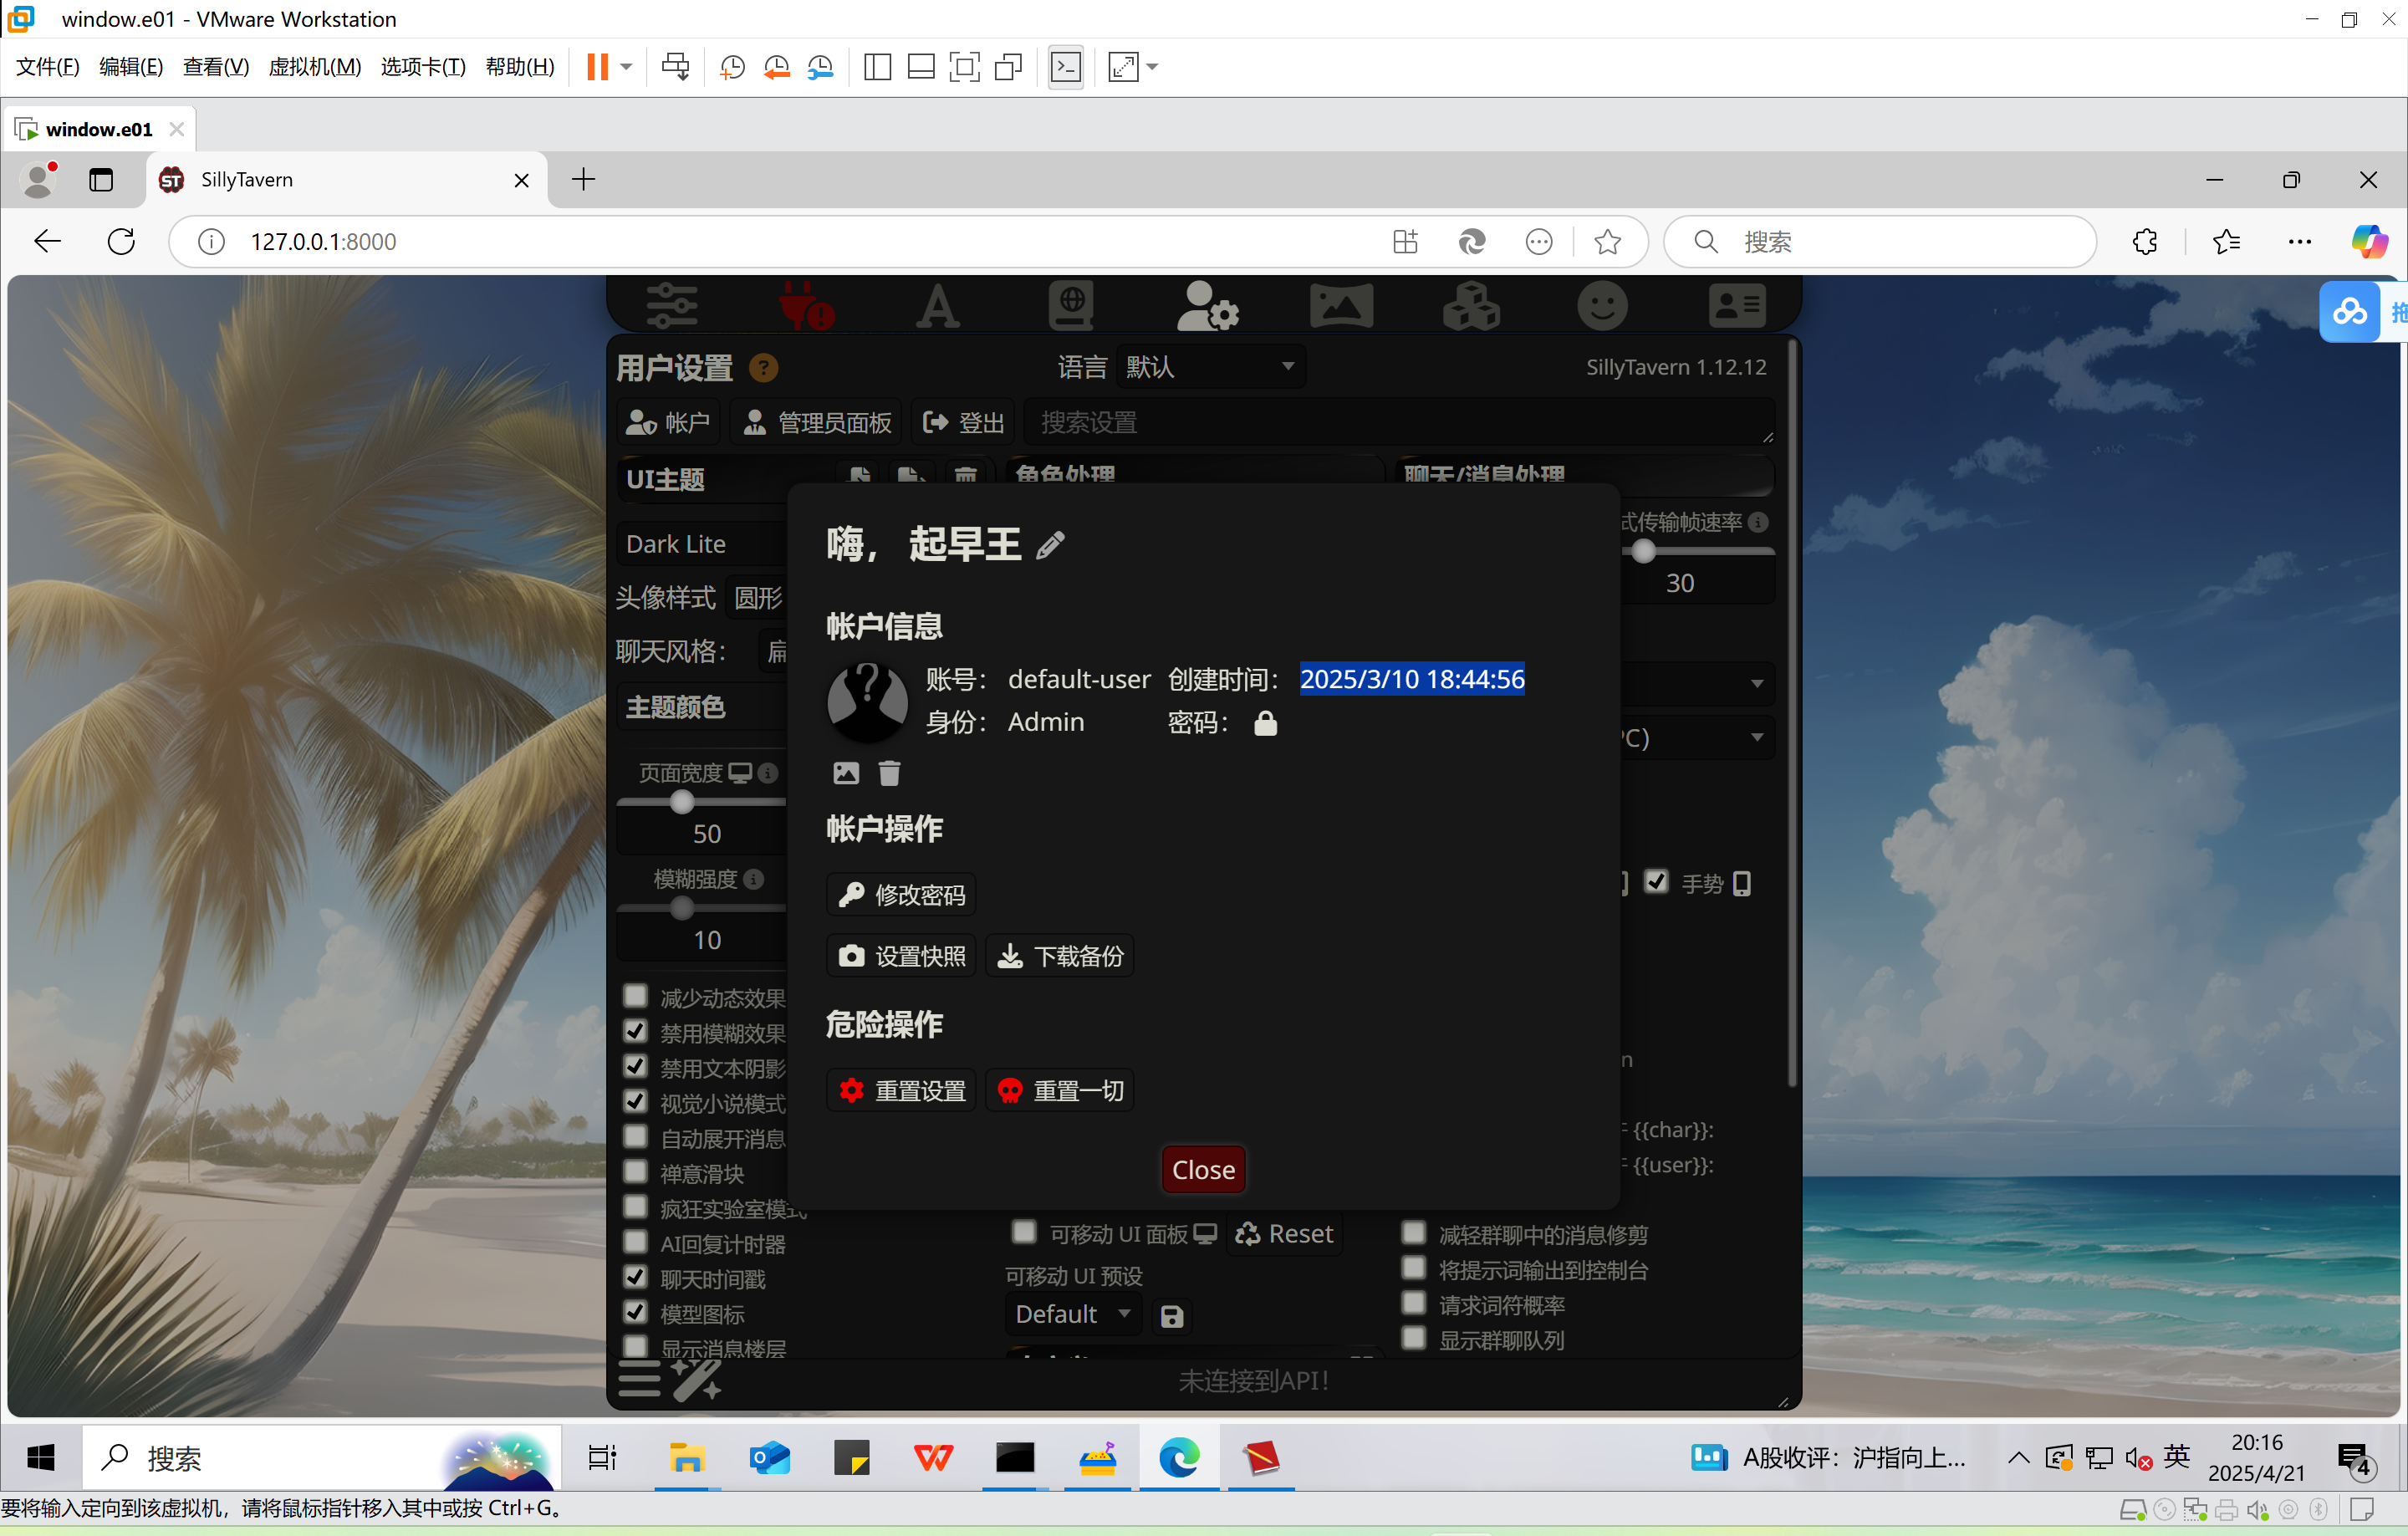 window.e01 - VMware Workstation
文件(F) 编辑(E) 查看(V) 虚拟机(M) 选项卡(T) 帮助(H)
window.e01
SillyTavern
127.0.0.1:8000
搜索
用户设置 ? 语言 默认 SillyTavern 1.12.12
帐户 管理员面板 登出 搜索设置
UI主题 角色处理 聊天/消息处理
Dark Lite
嗨， 起早王
式传输帧速率
30
头像样式 圆形
聊天风格：
帐户信息
账号： default-user 创建时间： 2025/3/10 18:44:56
身份： Admin 密码：
主题颜色
页面宽度
50
模糊强度
10
帐户操作
修改密码
设置快照 下载备份
手势
危险操作
重置设置 重置一切
Close
减少动态效果
禁用模糊效果
禁用文本阴影
视觉小说模式
自动展开消息
禅意滑块
疯狂实验室模式
AI回复计时器
聊天时间戳
模型图标
显示消息楼层
{{char}}:
{{user}}:
可移动 UI 面板 Reset
可移动 UI 预设
Default
减轻群聊中的消息修剪
将提示词输出到控制台
请求词符概率
显示群聊队列
未连接到API！
搜索
A股收评：沪指向上...
英
20:16
2025/4/21
4
要将输入定向到该虚拟机，请将鼠标指针移入其中或按 Ctrl+G。